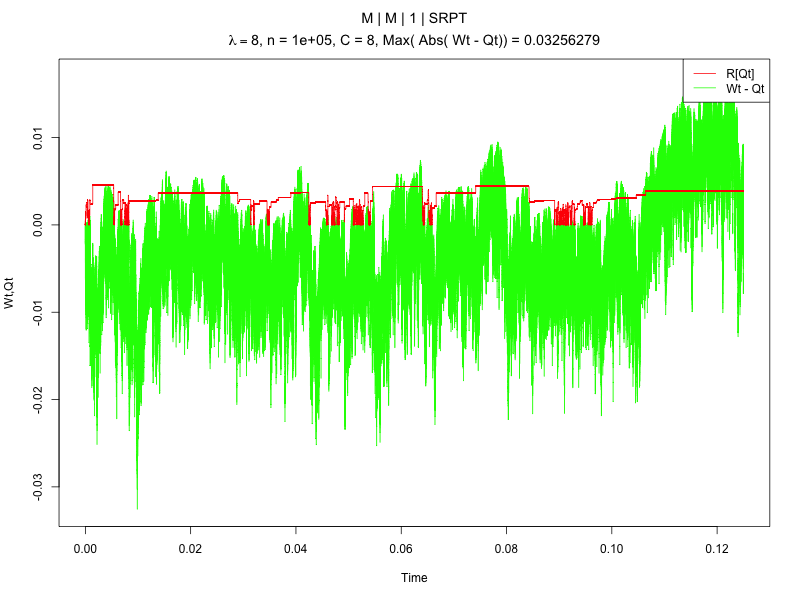 M | M | 1 | SRPT
λ = 8, n = 1e+05, C = 8, Max( Abs( Wt - Qt)) = 0.03256279
R[Qt]
Wt - Qt
0.01
0.00
-0.01
-0.02
-0.03
Wt,Qt
0.00 0.02 0.04 0.06 0.08 0.10 0.12
Time